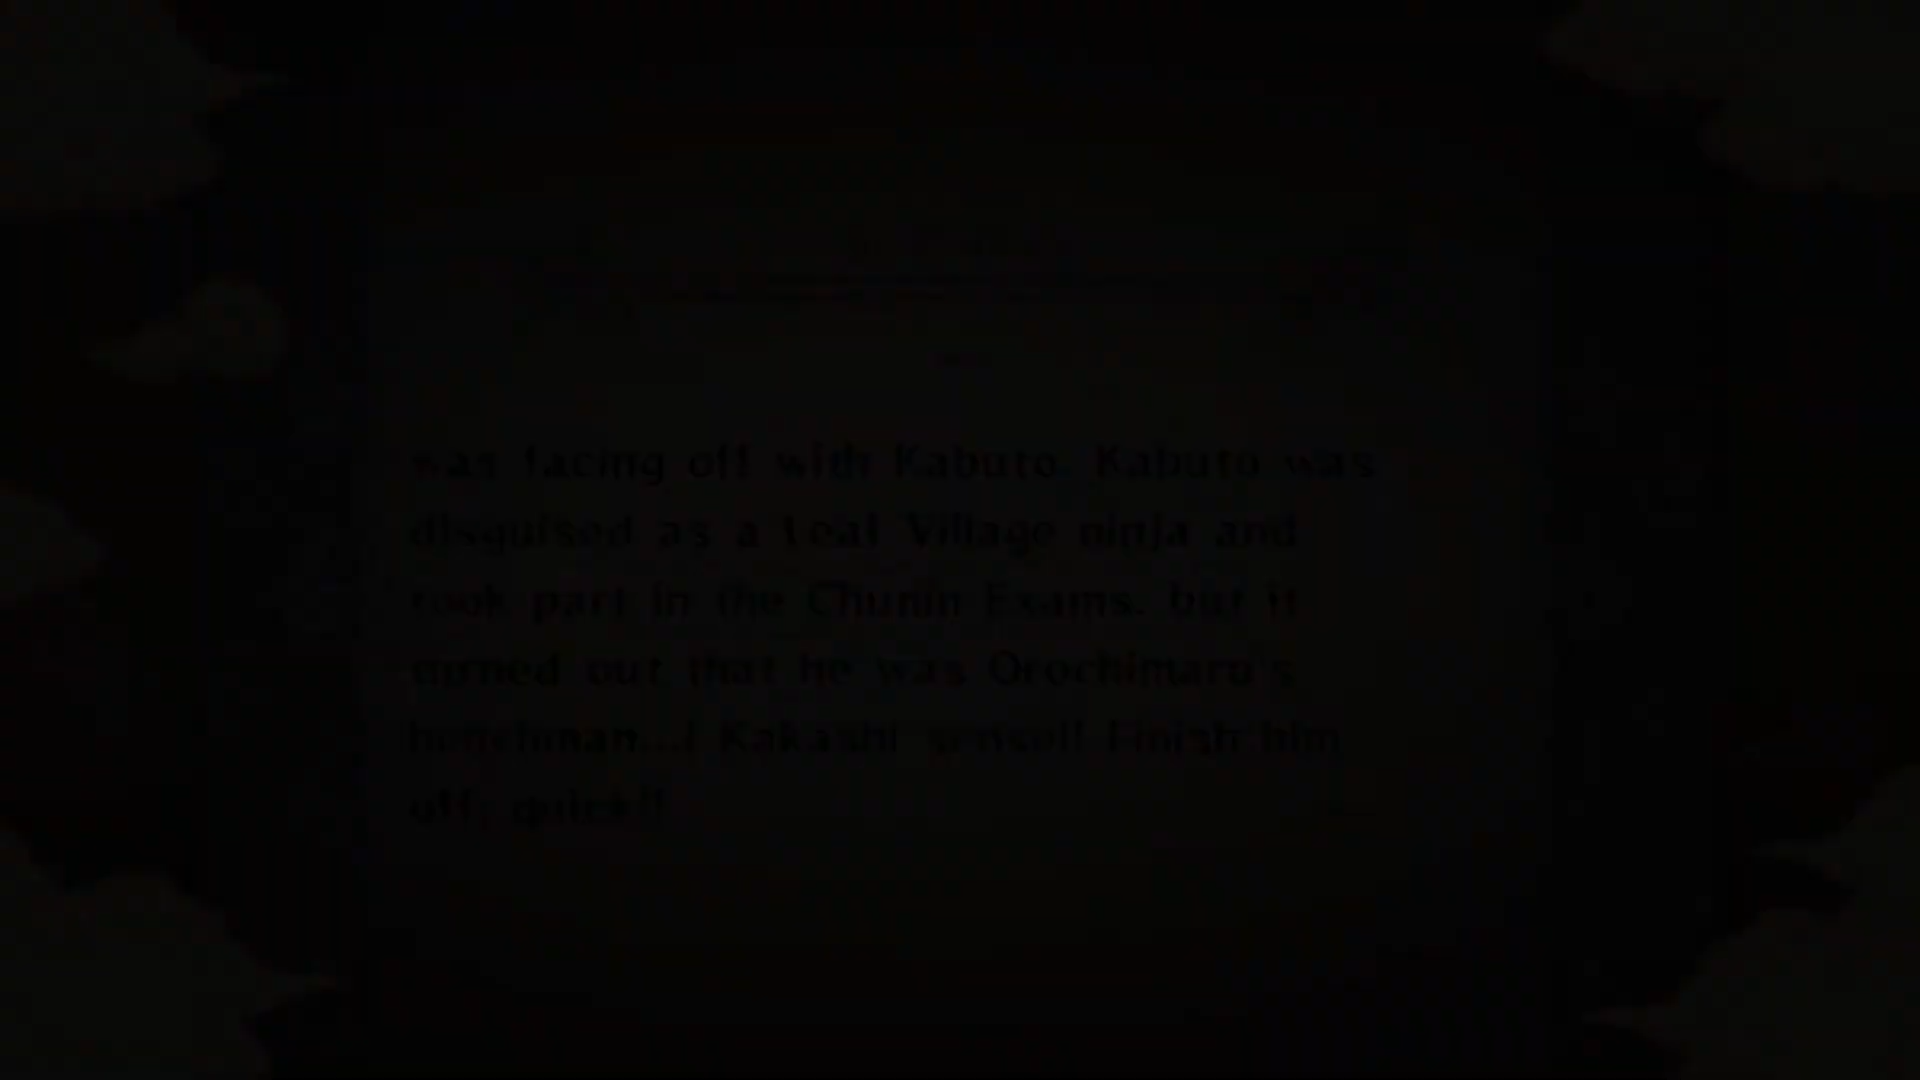 was facing off with Kabuto. Kabuto was
disguised as a Leaf Village ninja and
took part in the Chunin Exams, but it
turned out that he was Orochimaru's
henchman...! Kakashi-sensei! Finish him
off, quick!!